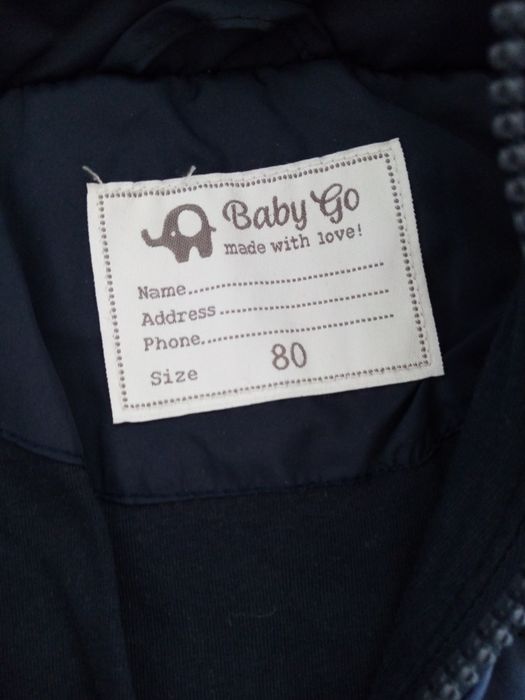 Baby Go
made with love!
Name
Address
Phone
Size 80